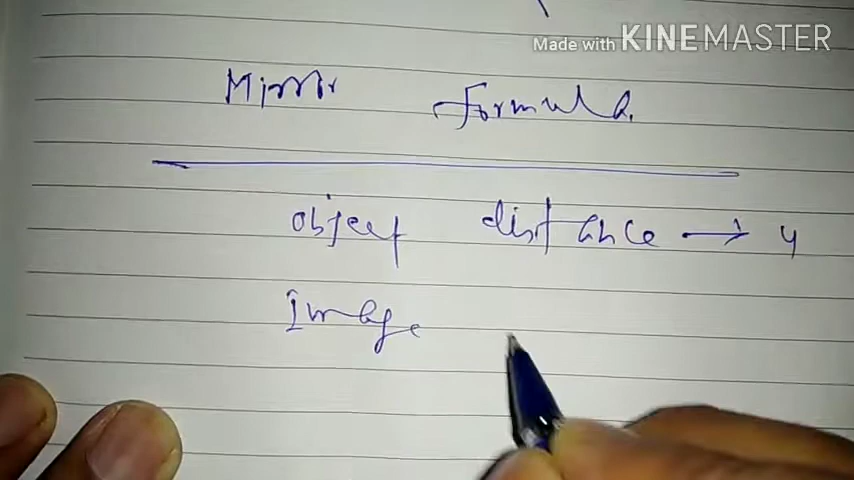 Made with KINEMASTER
Mirror formula
object distance → u
Image